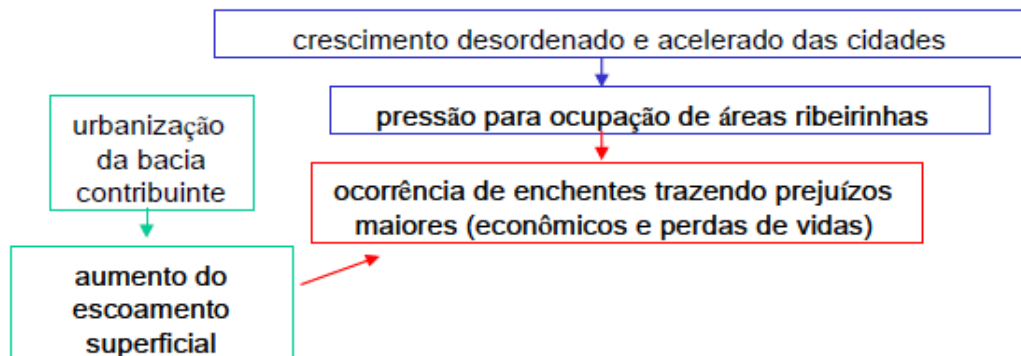 crescimento desordenado e acelerado das cidades
pressão para ocupação de áreas ribeirinhas
urbanização
da bacia
contribuinte
ocorrência de enchentes trazendo prejuízos
maiores (econômicos e perdas de vidas)
aumento do
escoamento
superficial